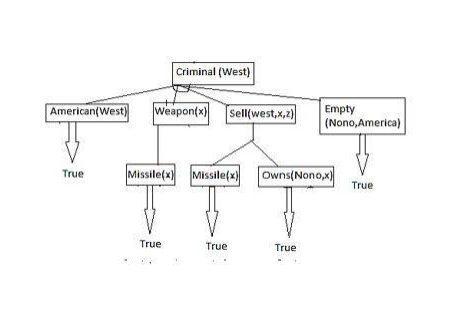 Criminal (West)
American(West)
Weapon(x)
Sell(west,x,z)
Empty
(Nono,America)
True
Missile(x)
Missile(x)
Owns(Nono,x)
True
True
True
True